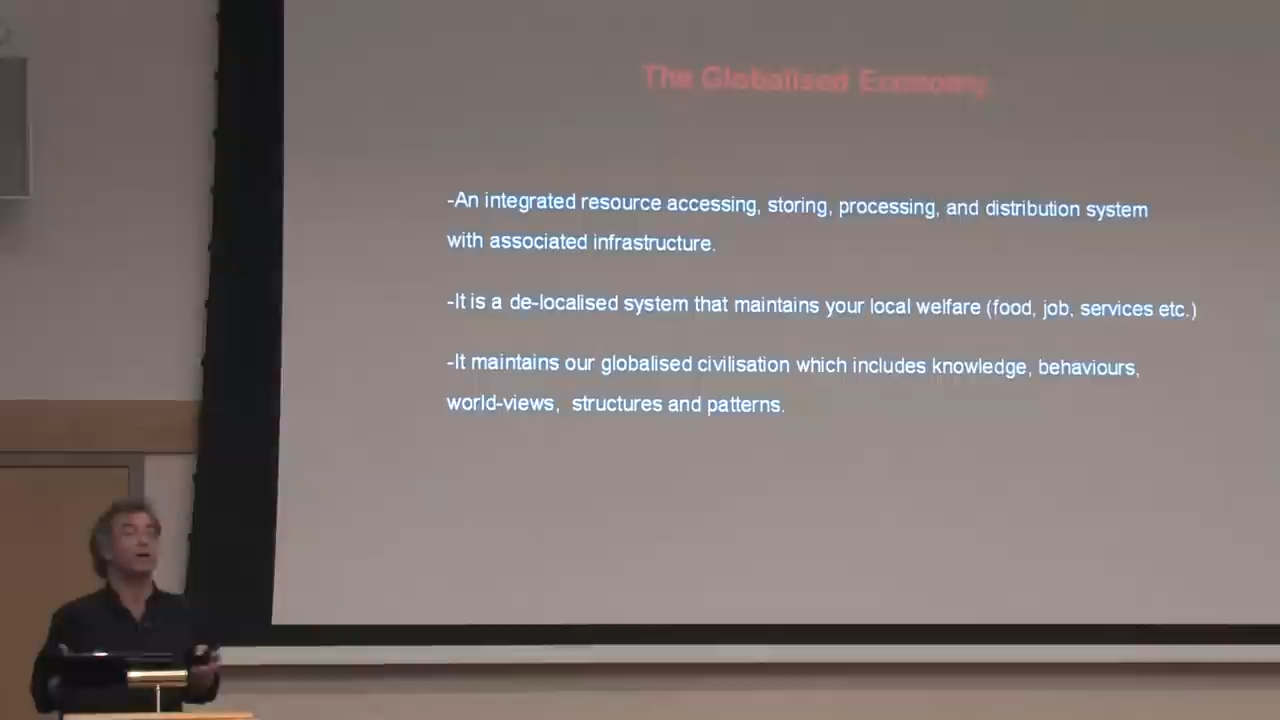 The Globalised Economy
-An integrated resource accessing, storing, processing, and distribution system
with associated infrastructure.
-It is a de-localised system that maintains your local welfare (food, job, services etc.)
-It maintains our globalised civilisation which includes knowledge, behaviours,
world-views, structures and patterns.